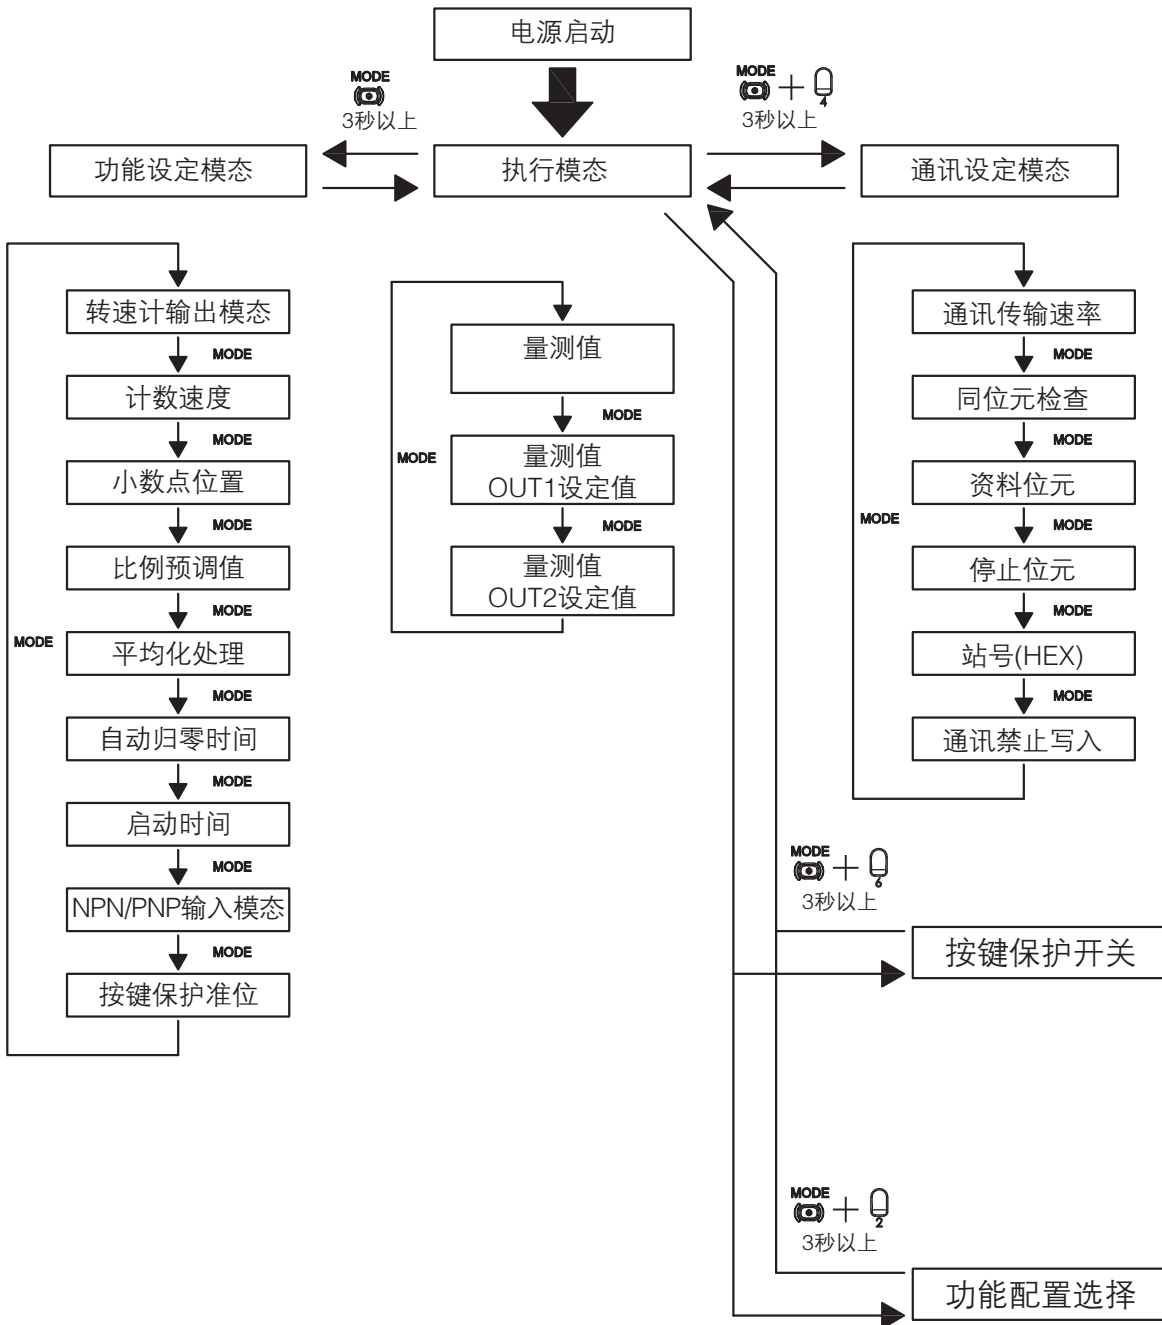 电源启动
MODE
3秒以上
MODE
+
4
3秒以上
功能设定模态
执行模态
通讯设定模态
转速计输出模态
MODE
计数速度
MODE
小数点位置
MODE
比例预调值
MODE
平均化处理
MODE
自动归零时间
MODE
启动时间
MODE
NPN/PNP输入模态
MODE
按键保护准位
MODE
量测值
MODE
量测值
OUT1设定值
MODE
量测值
OUT2设定值
MODE
通讯传输速率
MODE
同位元检查
MODE
资料位元
MODE
停止位元
MODE
站号(HEX)
MODE
通讯禁止写入
MODE
MODE
+
6
3秒以上
按键保护开关
MODE
+
2
3秒以上
功能配置选择